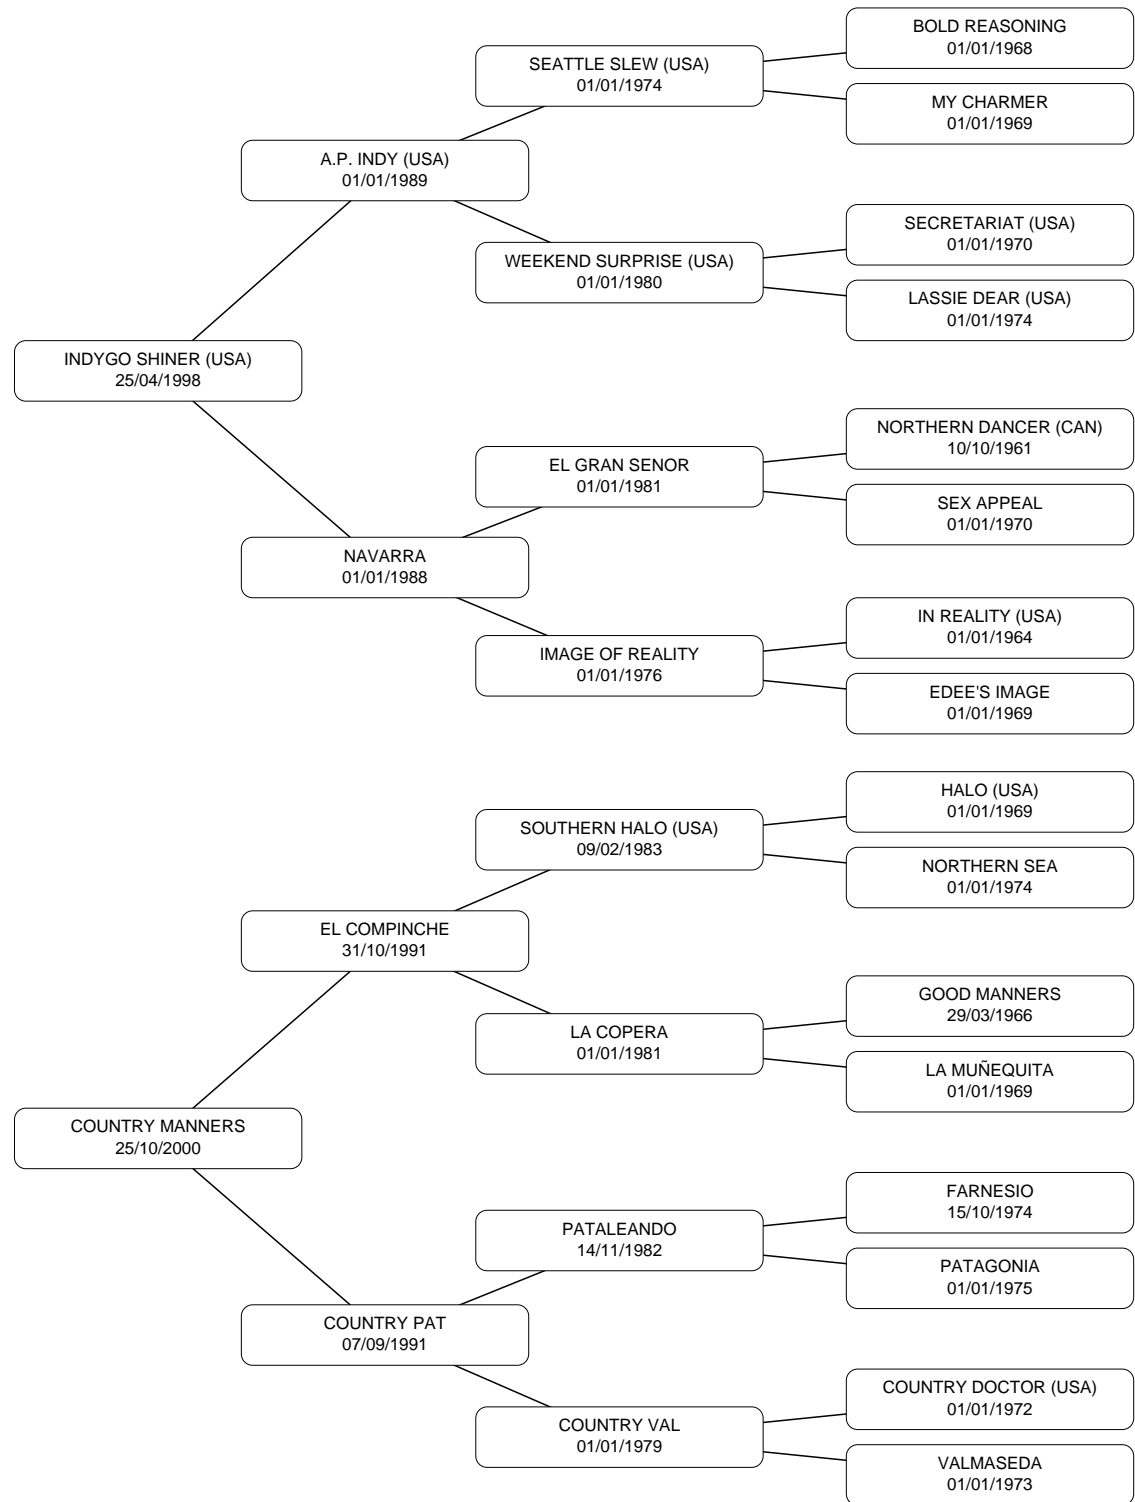 BOLD REASONING
01/01/1968
SEATTLE SLEW (USA)
01/01/1974
MY CHARMER
01/01/1969
A.P. INDY (USA)
01/01/1989
SECRETARIAT (USA)
01/01/1970
WEEKEND SURPRISE (USA)
01/01/1980
LASSIE DEAR (USA)
01/01/1974
INDYGO SHINER (USA)
25/04/1998
NORTHERN DANCER (CAN)
10/10/1961
EL GRAN SENOR
01/01/1981
SEX APPEAL
01/01/1970
NAVARRA
01/01/1988
IN REALITY (USA)
01/01/1964
IMAGE OF REALITY
01/01/1976
EDEE'S IMAGE
01/01/1969
HALO (USA)
01/01/1969
SOUTHERN HALO (USA)
09/02/1983
NORTHERN SEA
01/01/1974
EL COMPINCHE
31/10/1991
GOOD MANNERS
29/03/1966
LA COPERA
01/01/1981
LA MUÑEQUITA
01/01/1969
COUNTRY MANNERS
25/10/2000
FARNESIO
15/10/1974
PATALEANDO
14/11/1982
PATAGONIA
01/01/1975
COUNTRY PAT
07/09/1991
COUNTRY DOCTOR (USA)
01/01/1972
COUNTRY VAL
01/01/1979
VALMASEDA
01/01/1973